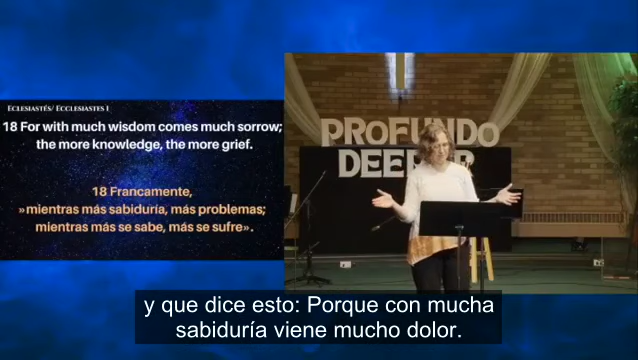 Eclesiastés/ Ecclesiastes 1
18 For with much wisdom comes much sorrow;
the more knowledge, the more grief.
18 Francamente,
»mientras más sabiduría, más problemas;
mientras más se sabe, más se sufre».
PROFUNDO
DEEPER
y que dice esto: Porque con mucha
sabiduría viene mucho dolor.